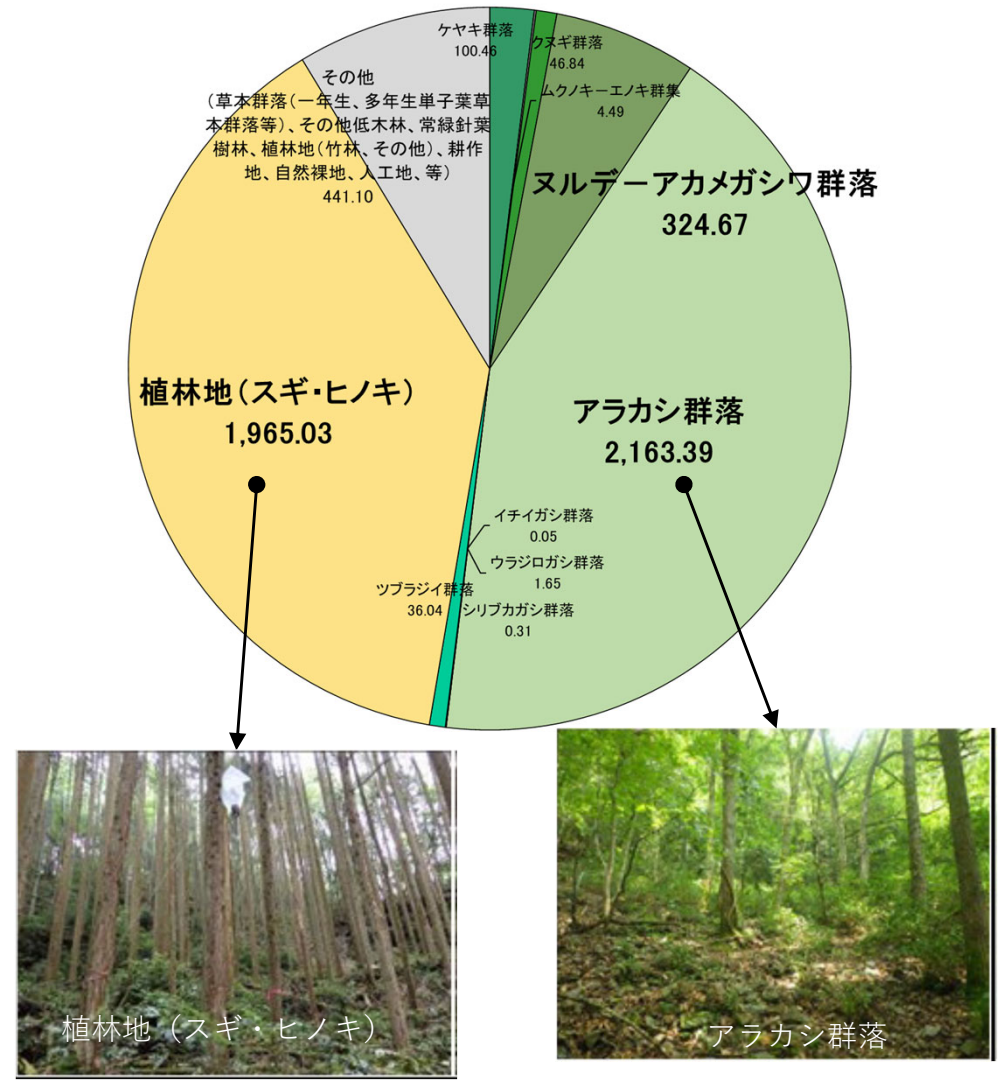 ケヤキ群落
100.46
クヌギ群落
46.84
ムクノキーエノキ群集
4.49
その他
（草本群落（一年生、多年生単子葉草
本群落等）、その他低木林、常緑針葉
樹林、植林地（竹林、その他）、耕作
地、自然裸地、人工地、等）
441.10
ヌルデーアカメガシワ群落
324.67
植林地（スギ・ヒノキ）
1,965.03
アラカシ群落
2,163.39
イチイガシ群落
0.05
ウラジロガシ群落
1.65
ツブラジイ群落
36.04
シリブカガシ群落
0.31
植林地（スギ・ヒノキ）
アラカシ群落